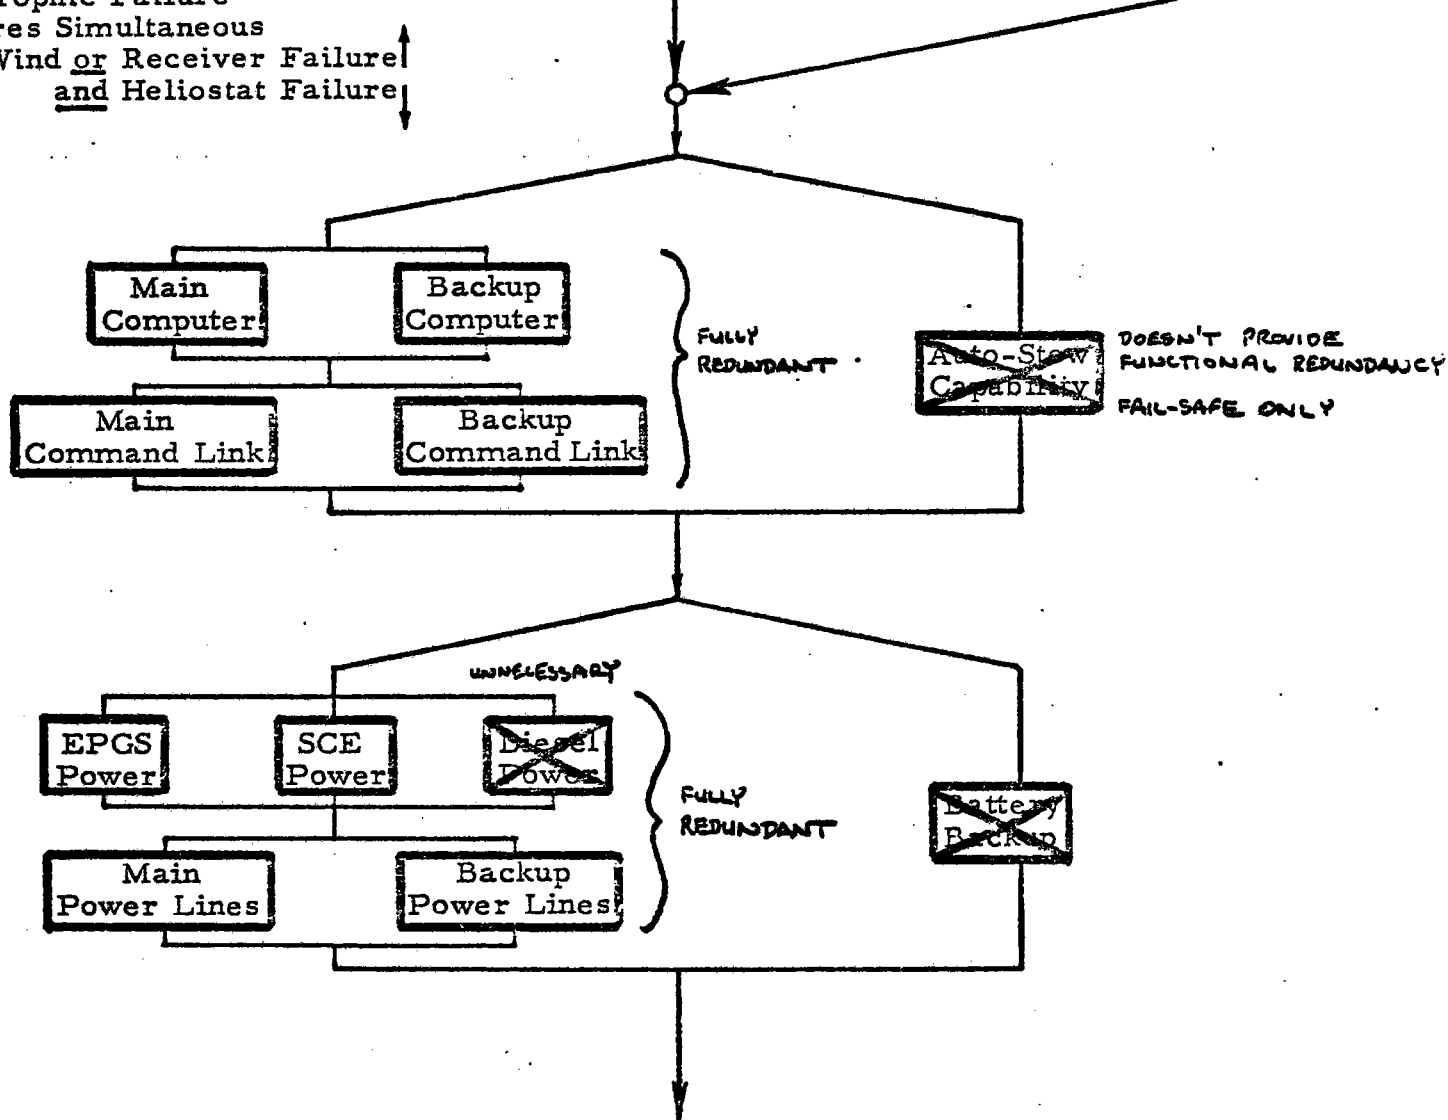 res Simultaneous
Wind or Receiver Failure
and Heliostat Failure
Main
Computer
Backup
Computer
FULLY
REDUNDANT
Auto-Stow
Capability
DOESN'T PROVIDE
FUNCTIONAL REDUNDANCY
FAIL-SAFE ONLY
Main
Command Link
Backup
Command Link
UNNECESSARY
EPGS
Power
SCE
Power
Diesel
Power
FULLY
REDUNDANT
Battery
Backup
Main
Power Lines
Backup
Power Lines